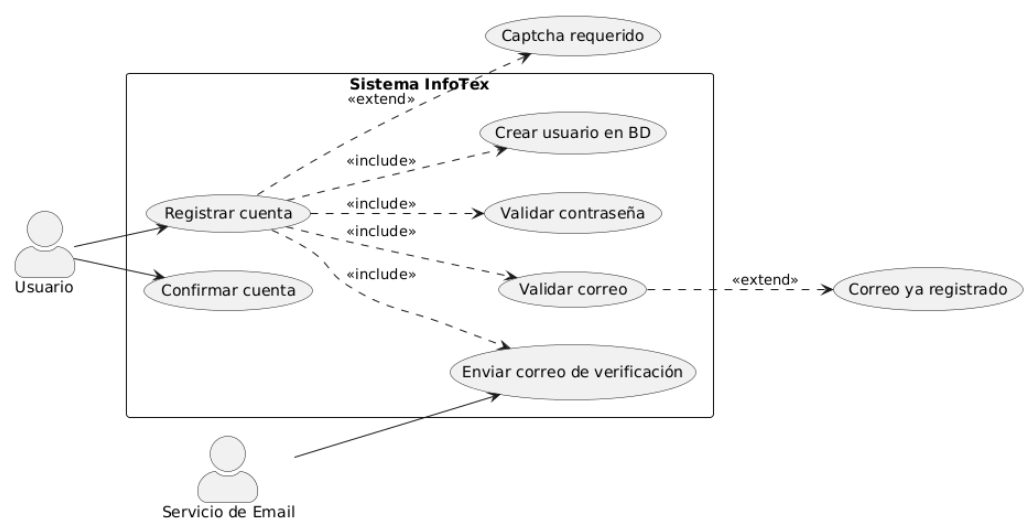 Captcha requerido
Sistema InfoTex
«extend»
Crear usuario en BD
«include»
Registrar cuenta
«include»
Validar contraseña
«include»
Usuario
Confirmar cuenta
«include»
Validar correo
«extend»
Correo ya registrado
Enviar correo de verificación
Servicio de Email